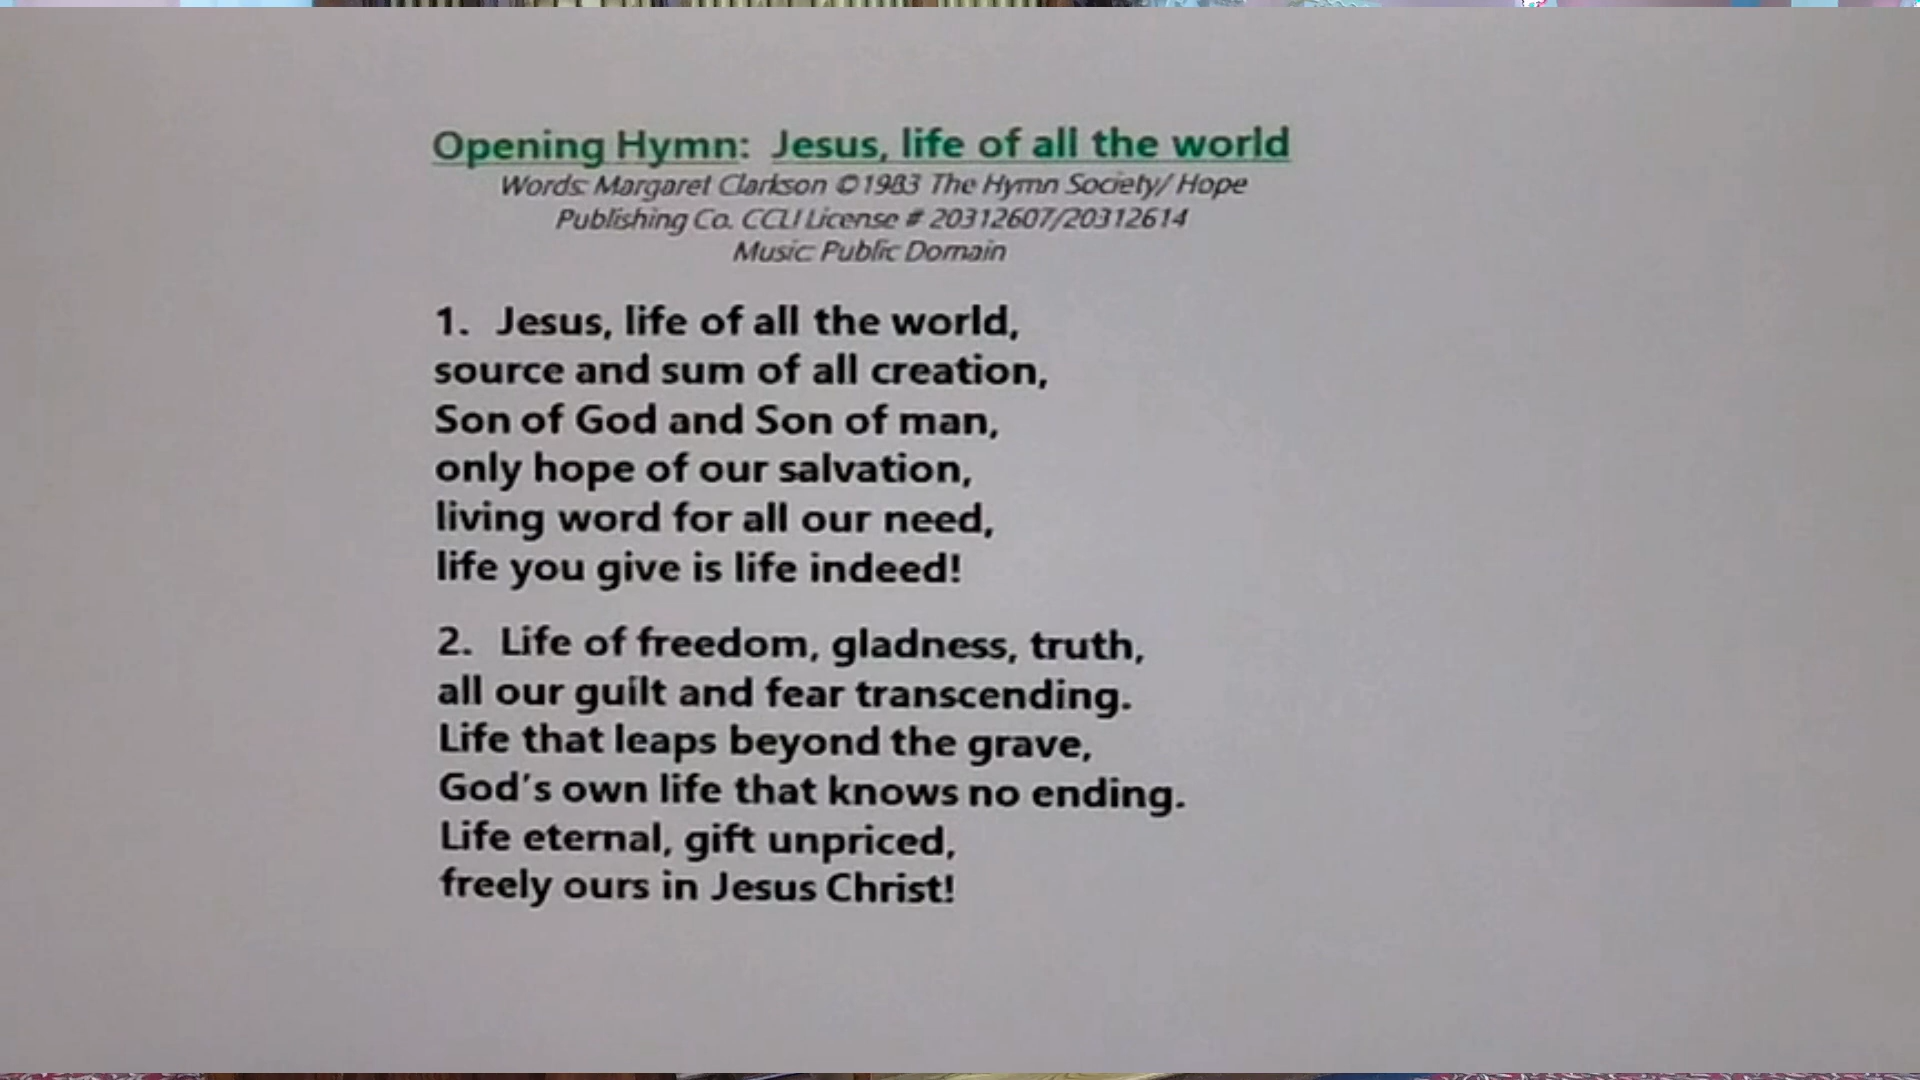 Opening Hymn: Jesus, life of all the world
Words: Margaret Clarkson ©1983 The Hymn Society/ Hope
Publishing Co. CCLI License # 20312607/20312614
Music: Public Domain
1. Jesus, life of all the world,
source and sum of all creation,
Son of God and Son of man,
only hope of our salvation,
living word for all our need,
life you give is life indeed!
2. Life of freedom, gladness, truth,
all our guilt and fear transcending.
Life that leaps beyond the grave,
God's own life that knows no ending.
Life eternal, gift unpriced,
freely ours in Jesus Christ!